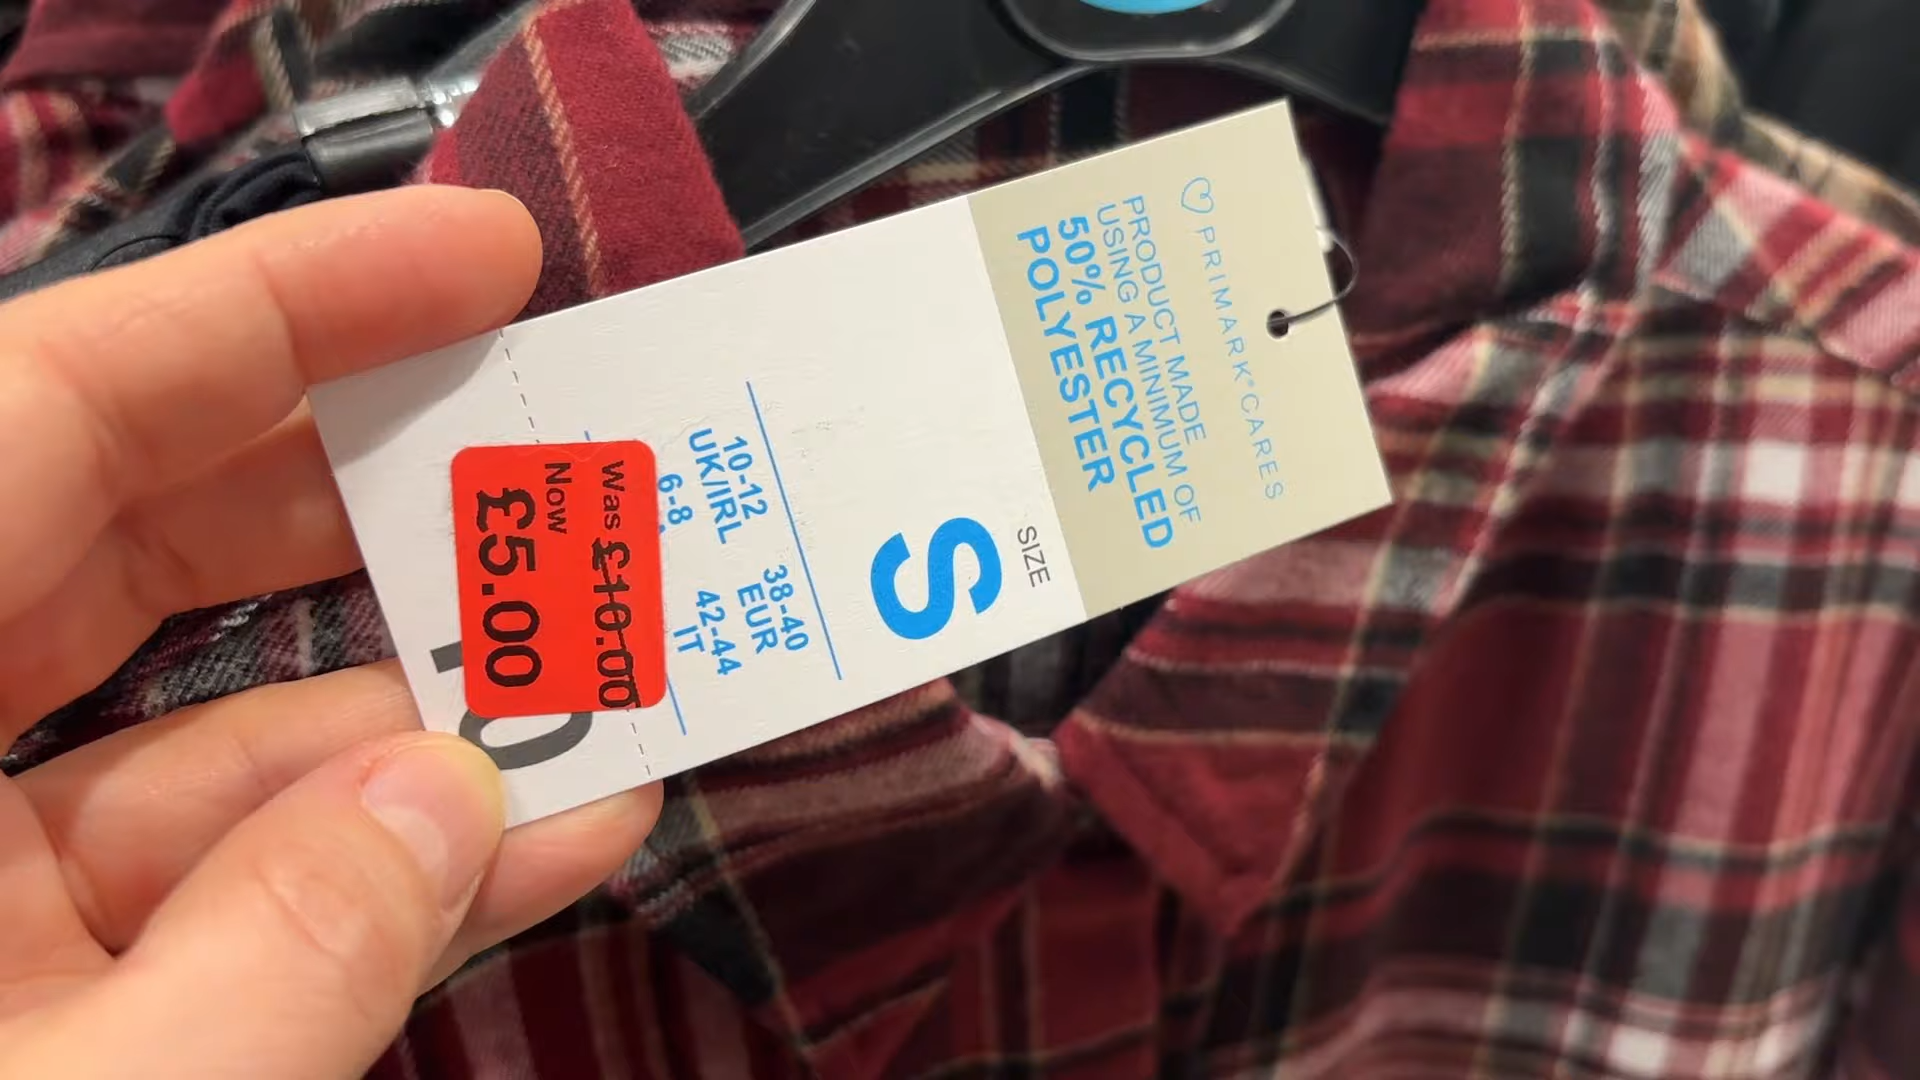 PRIMARK® CARES
PRODUCT MADE
USING A MINIMUM OF
50% RECYCLED
POLYESTER
SIZE
S
10-12
UK/IRL
38-40
EUR
6-8
42-44
IT
Was £10.00
Now
£5.00